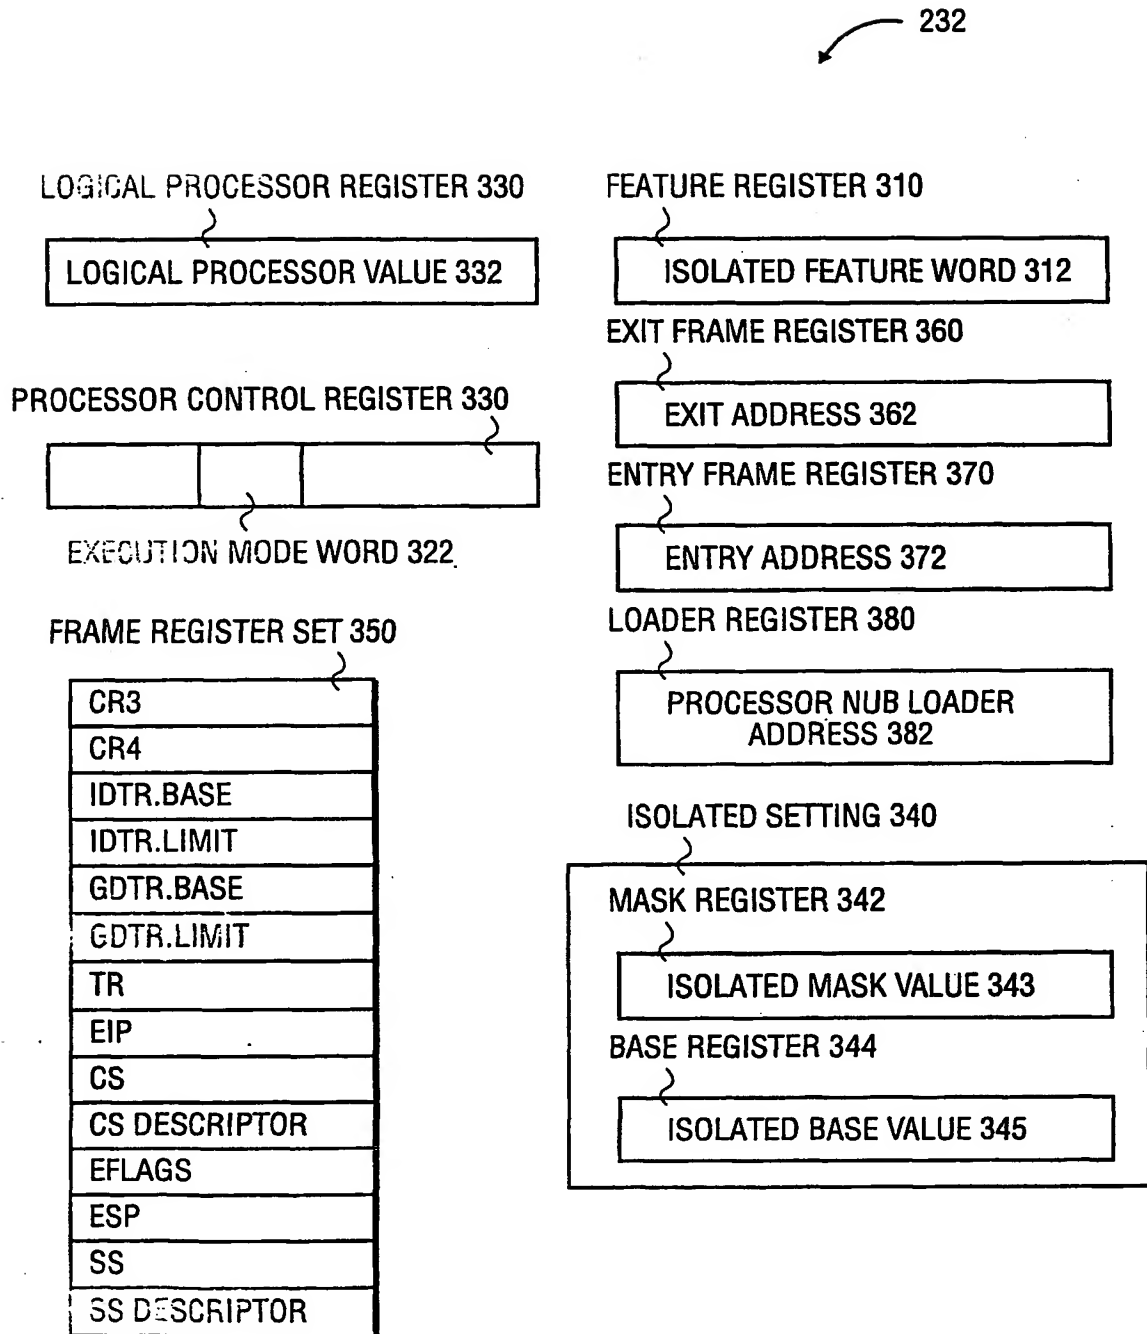 232
LOGICAL PROCESSOR REGISTER 330
LOGICAL PROCESSOR VALUE 332
PROCESSOR CONTROL REGISTER 330
EXECUTION MODE WORD 322
FRAME REGISTER SET 350
CR3
CR4
IDTR.BASE
IDTR.LIMIT
GDTR.BASE
GDTR.LIMIT
TR
EIP
CS
CS DESCRIPTOR
EFLAGS
ESP
SS
SS DESCRIPTOR
FEATURE REGISTER 310
ISOLATED FEATURE WORD 312
EXIT FRAME REGISTER 360
EXIT ADDRESS 362
ENTRY FRAME REGISTER 370
ENTRY ADDRESS 372
LOADER REGISTER 380
PROCESSOR NUB LOADER
ADDRESS 382
ISOLATED SETTING 340
MASK REGISTER 342
ISOLATED MASK VALUE 343
BASE REGISTER 344
ISOLATED BASE VALUE 345